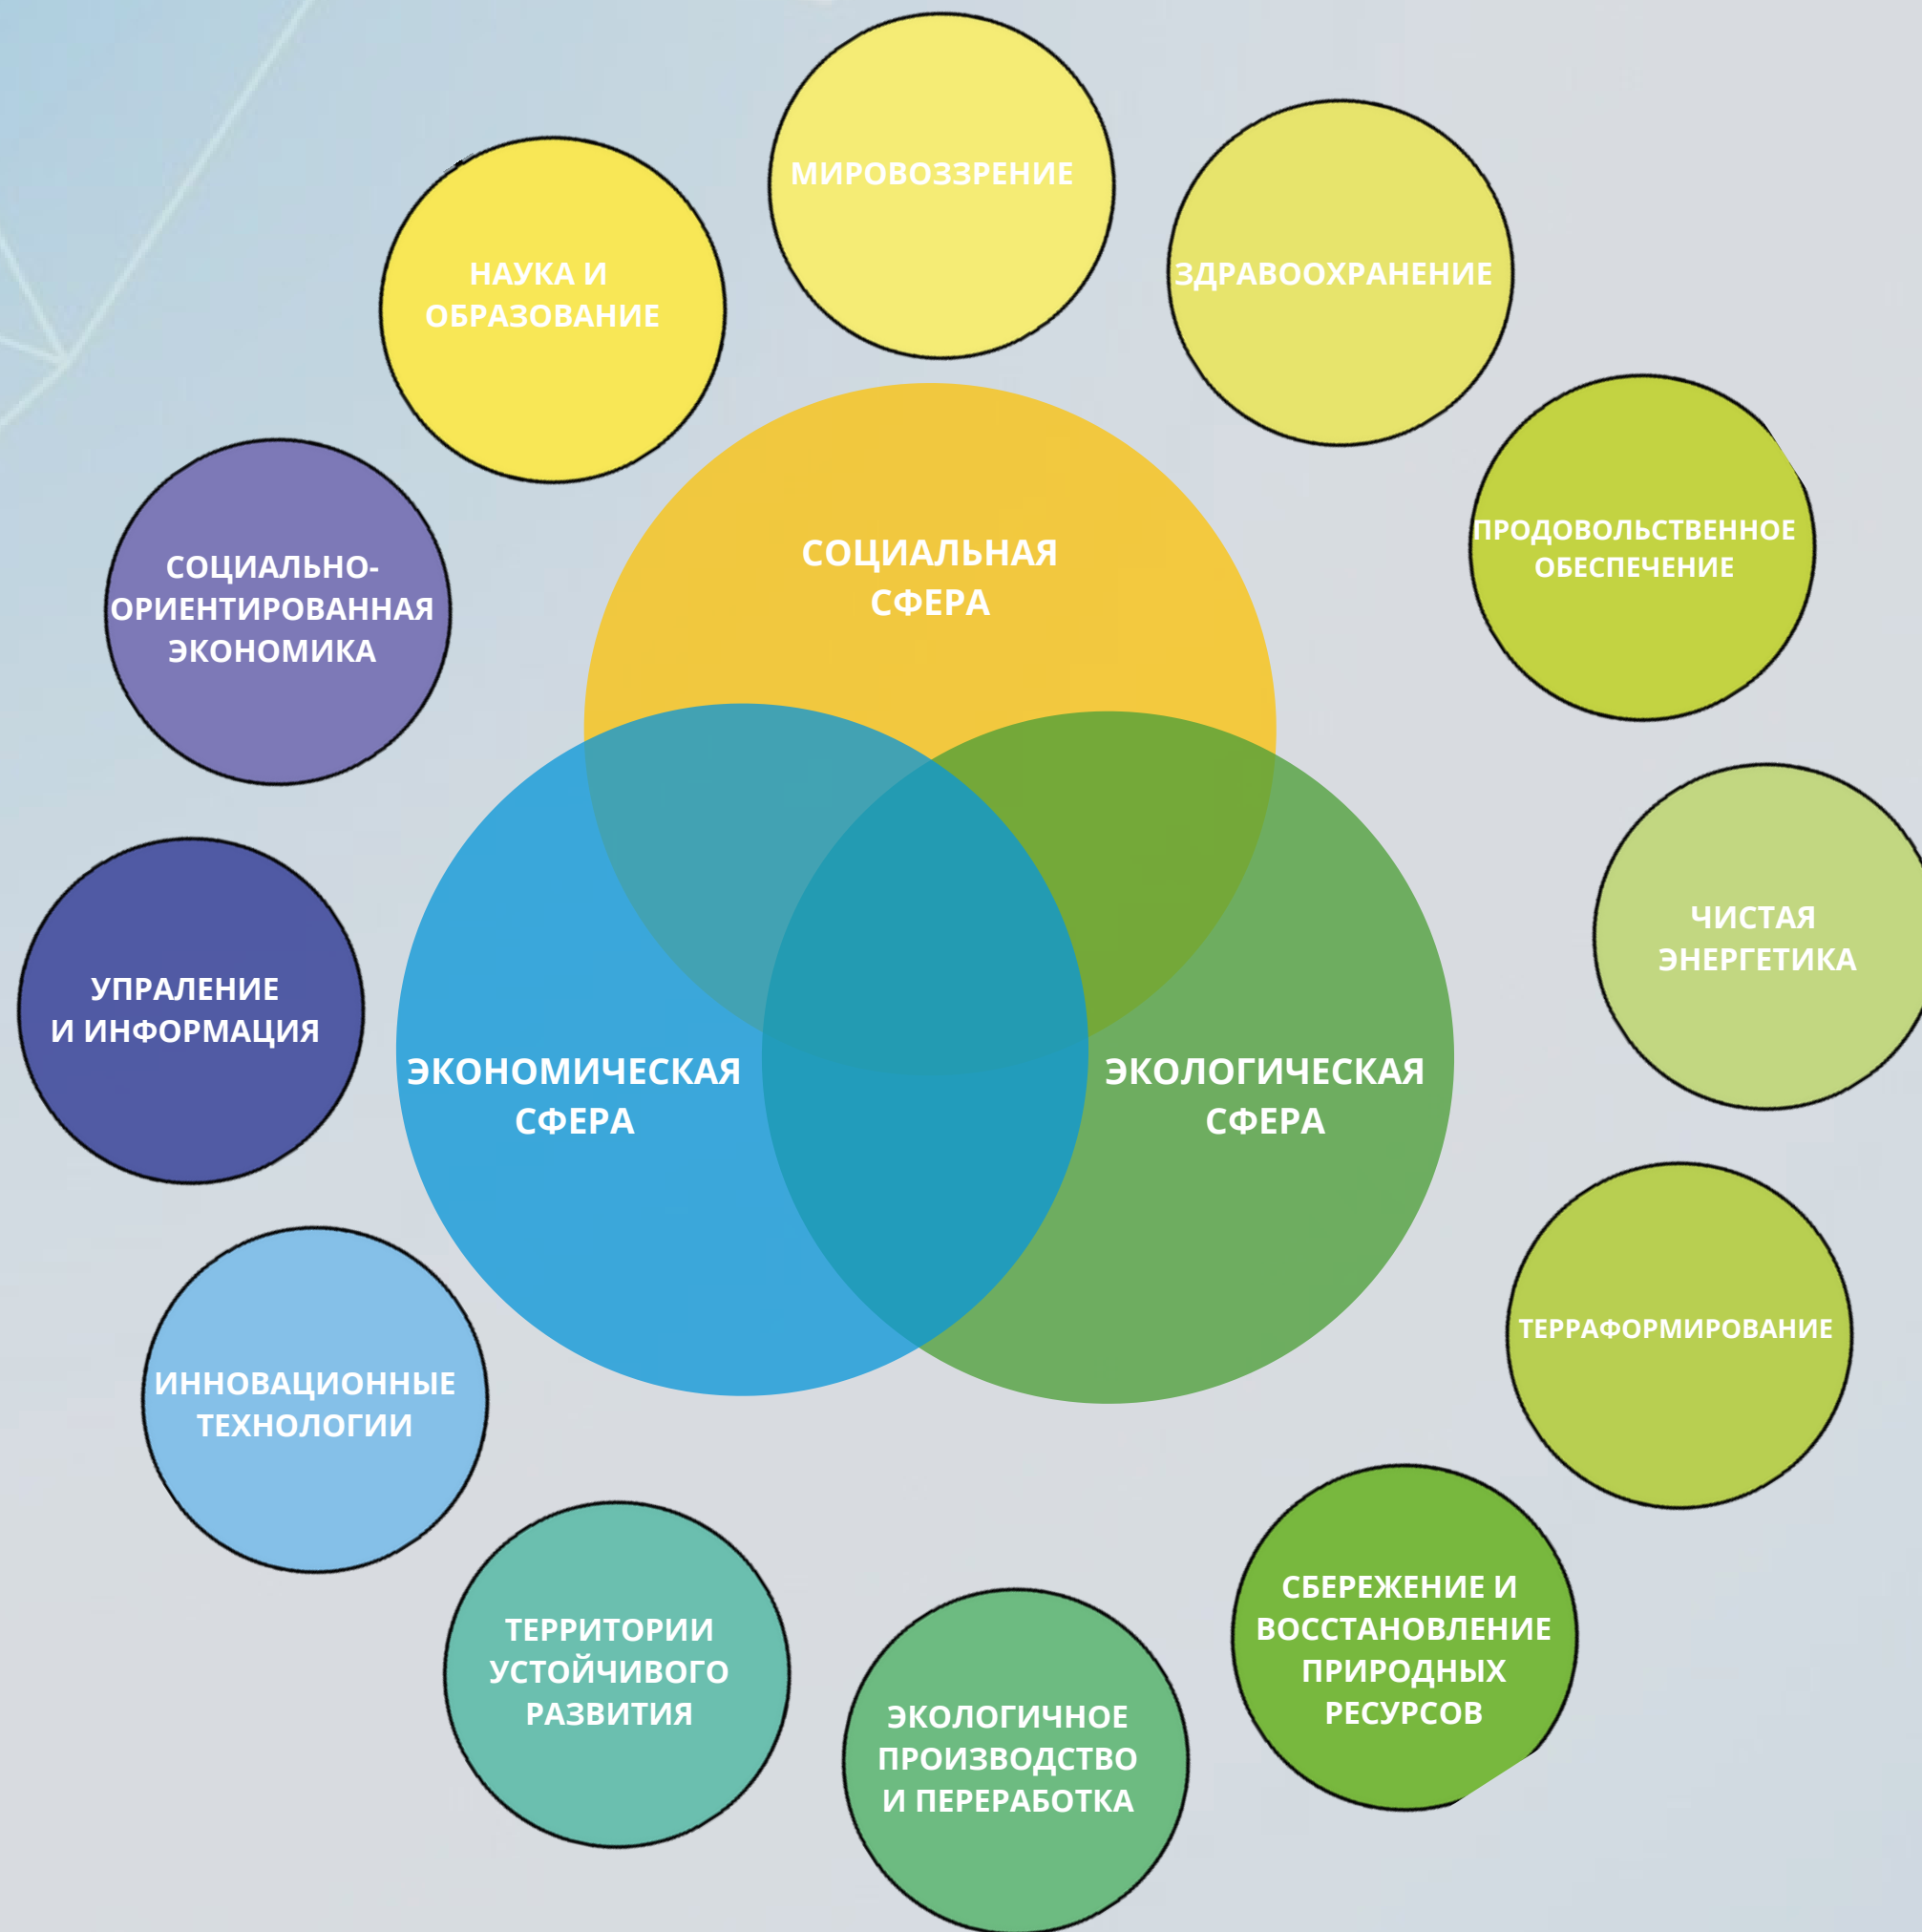 МИРОВОЗЗРЕНИЕ
ЗДРАВООХРАНЕНИЕ
НАУКА И
ОБРАЗОВАНИЕ
ПРОДОВОЛЬСТВЕННОЕ
ОБЕСПЕЧЕНИЕ
СОЦИАЛЬНАЯ
СФЕРА
СОЦИАЛЬНО-
ОРИЕНТИРОВАННАЯ
ЭКОНОМИКА
ЧИСТАЯ
ЭНЕРГЕТИКА
УПРАЛЕНИЕ
И ИНФОРМАЦИЯ
ЭКОНОМИЧЕСКАЯ
СФЕРА
ЭКОЛОГИЧЕСКАЯ
СФЕРА
ТЕРРАФОРМИРОВАНИЕ
ИННОВАЦИОННЫЕ
ТЕХНОЛОГИИ
СБЕРЕЖЕНИЕ И
ВОССТАНОВЛЕНИЕ
ПРИРОДНЫХ
РЕСУРСОВ
ТЕРРИТОРИИ
УСТОЙЧИВОГО
РАЗВИТИЯ
ЭКОЛОГИЧНОЕ
ПРОИЗВОДСТВО
И ПЕРЕРАБОТКА